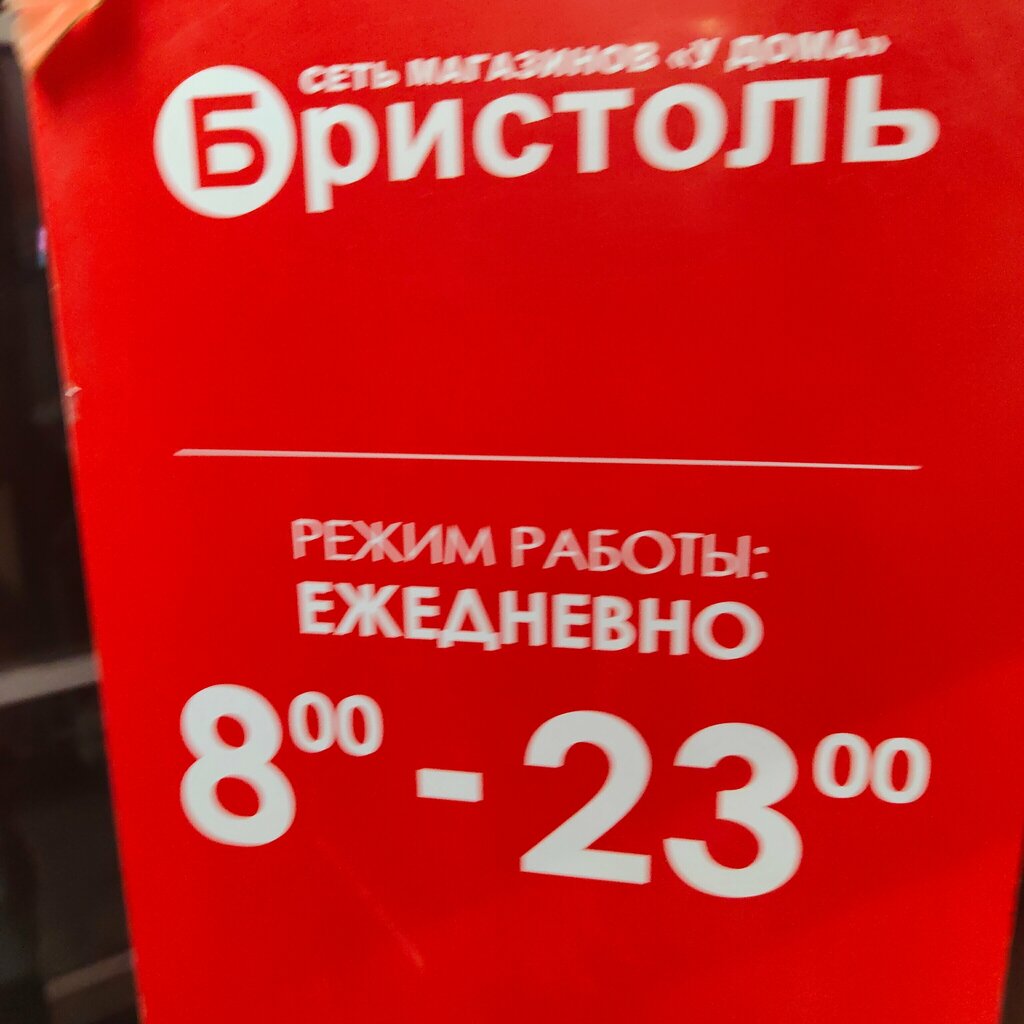 СЕТЬ МАГАЗИНОВ «У ДОМА»
Бристоль
РЕЖИМ РАБОТЫ:
ЕЖЕДНЕВНО
8⁰⁰ - 23⁰⁰